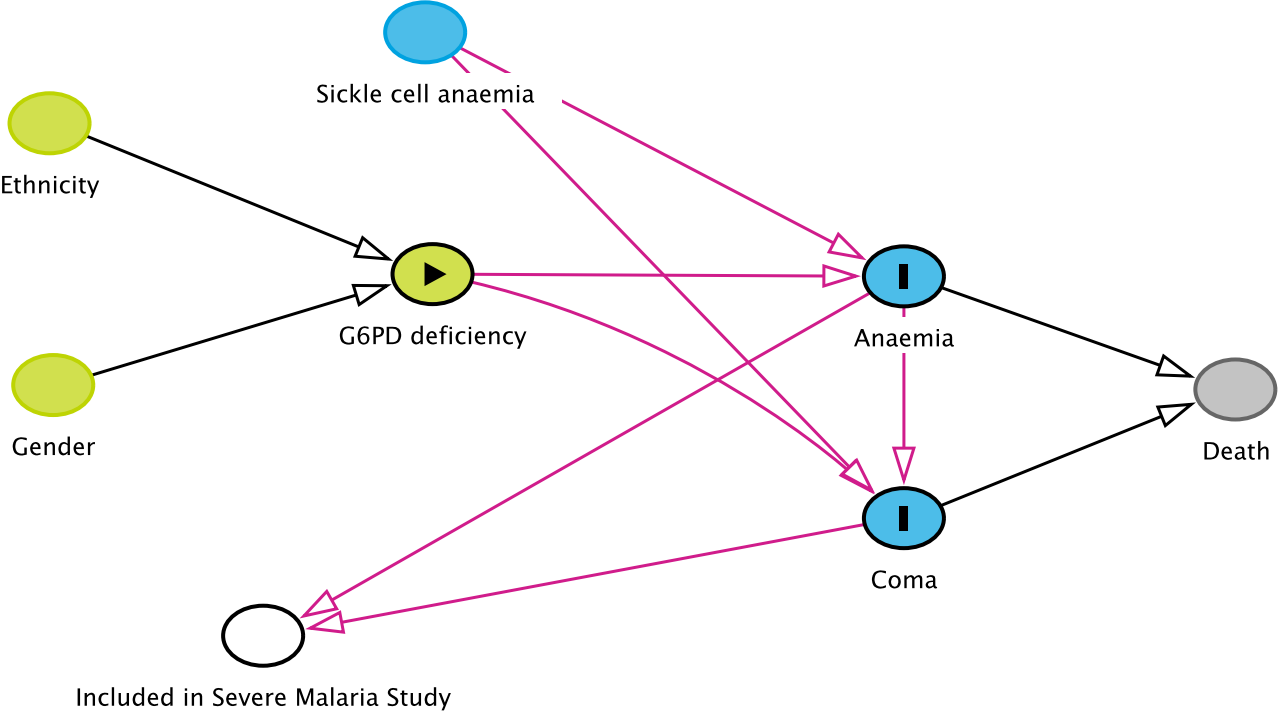 Sickle cell anaemia
Ethnicity
G6PD deficiency
Anaemia
Gender
Death
Coma
Included in Severe Malaria Study